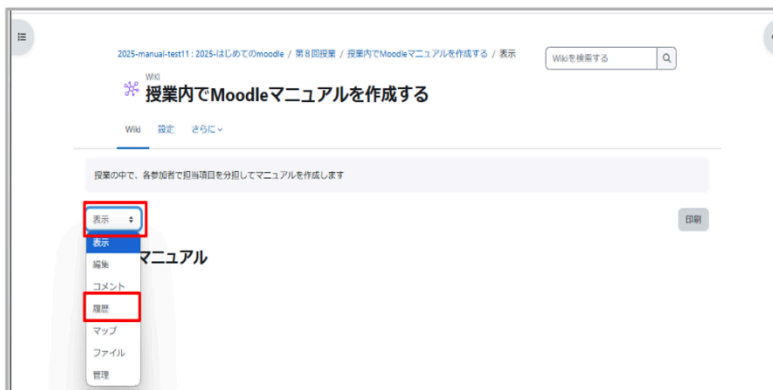 2025-manual-test11 : 2025-はじめてのmoodle / 第8回授業 / 授業内でMoodleマニュアルを作成する / 表示
Wikiを検索する
Wiki
授業内でMoodleマニュアルを作成する
Wiki 設定 さらに
授業の中で、各参加者で担当項目を分担してマニュアルを作成します
表示
印刷
表示
マニュアル
編集
コメント
履歴
マップ
ファイル
管理